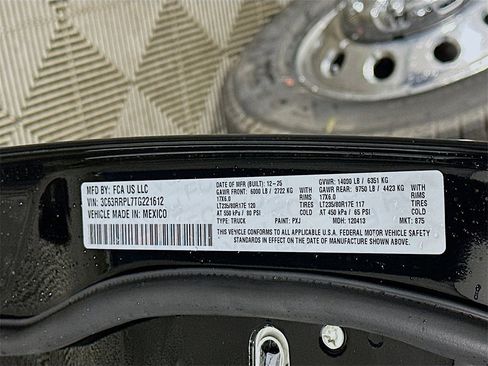 MFD BY: FCA US LLC
VIN: 3C63RRPL7TG221612
VEHICLE MADE IN: MEXICO
DATE OF MFR (BUILT): 12-25
GAWR FRONT: 6000 LB / 2722 KG
17X6.0
LT235/80R17E 120
AT 550 kPa / 80 PSI
TYPE: TRUCK
PAINT: PXJ
GVWR: 14000 LB / 6351 KG
GAWR REAR: 9750 LB / 4423 KG
17X6.0
LT235/80R17E 117
AT 450 kPa / 65 PSI
MDH: 120413
MKT: 875
THIS VEHICLE CONFORMS TO ALL APPLICABLE U.S.A. FEDERAL MOTOR VEHICLE SAFETY
STANDARDS IN EFFECT ON THE DATE OF MANUFACTURE SHOWN ABOVE.